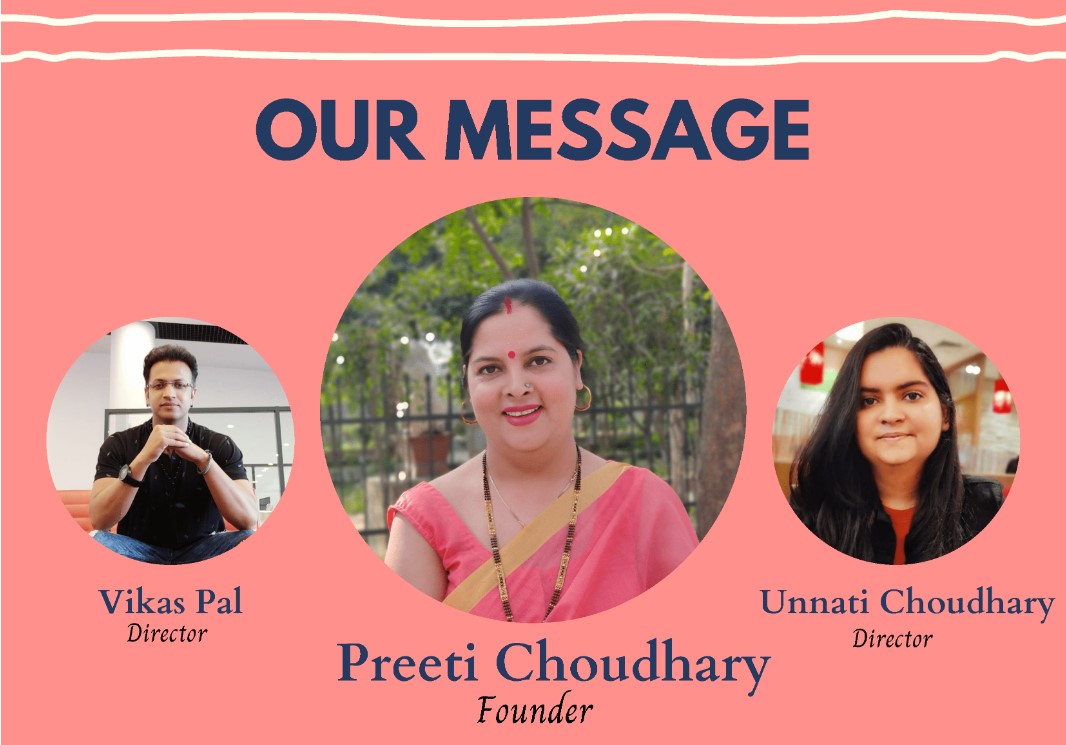 OUR MESSAGE
Vikas Pal
Director
Preeti Choudhary
Founder
Unnati Choudhary
Director